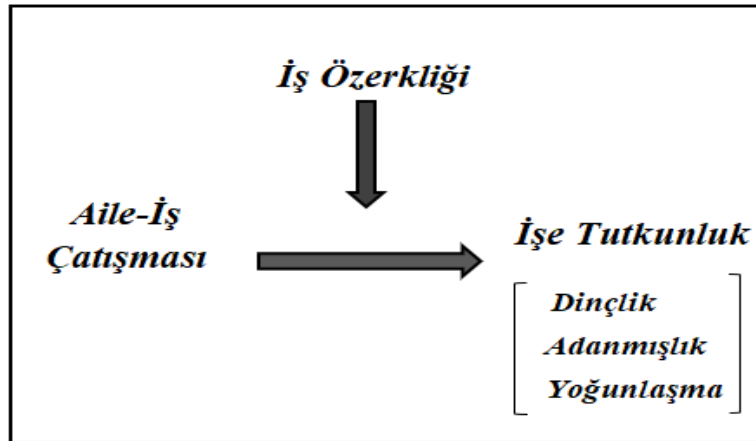 İş Özerkliği
Aile-İş
Çatışması
İşe Tutkunluk
Dinçlik
Adanmışlık
Yoğunlaşma